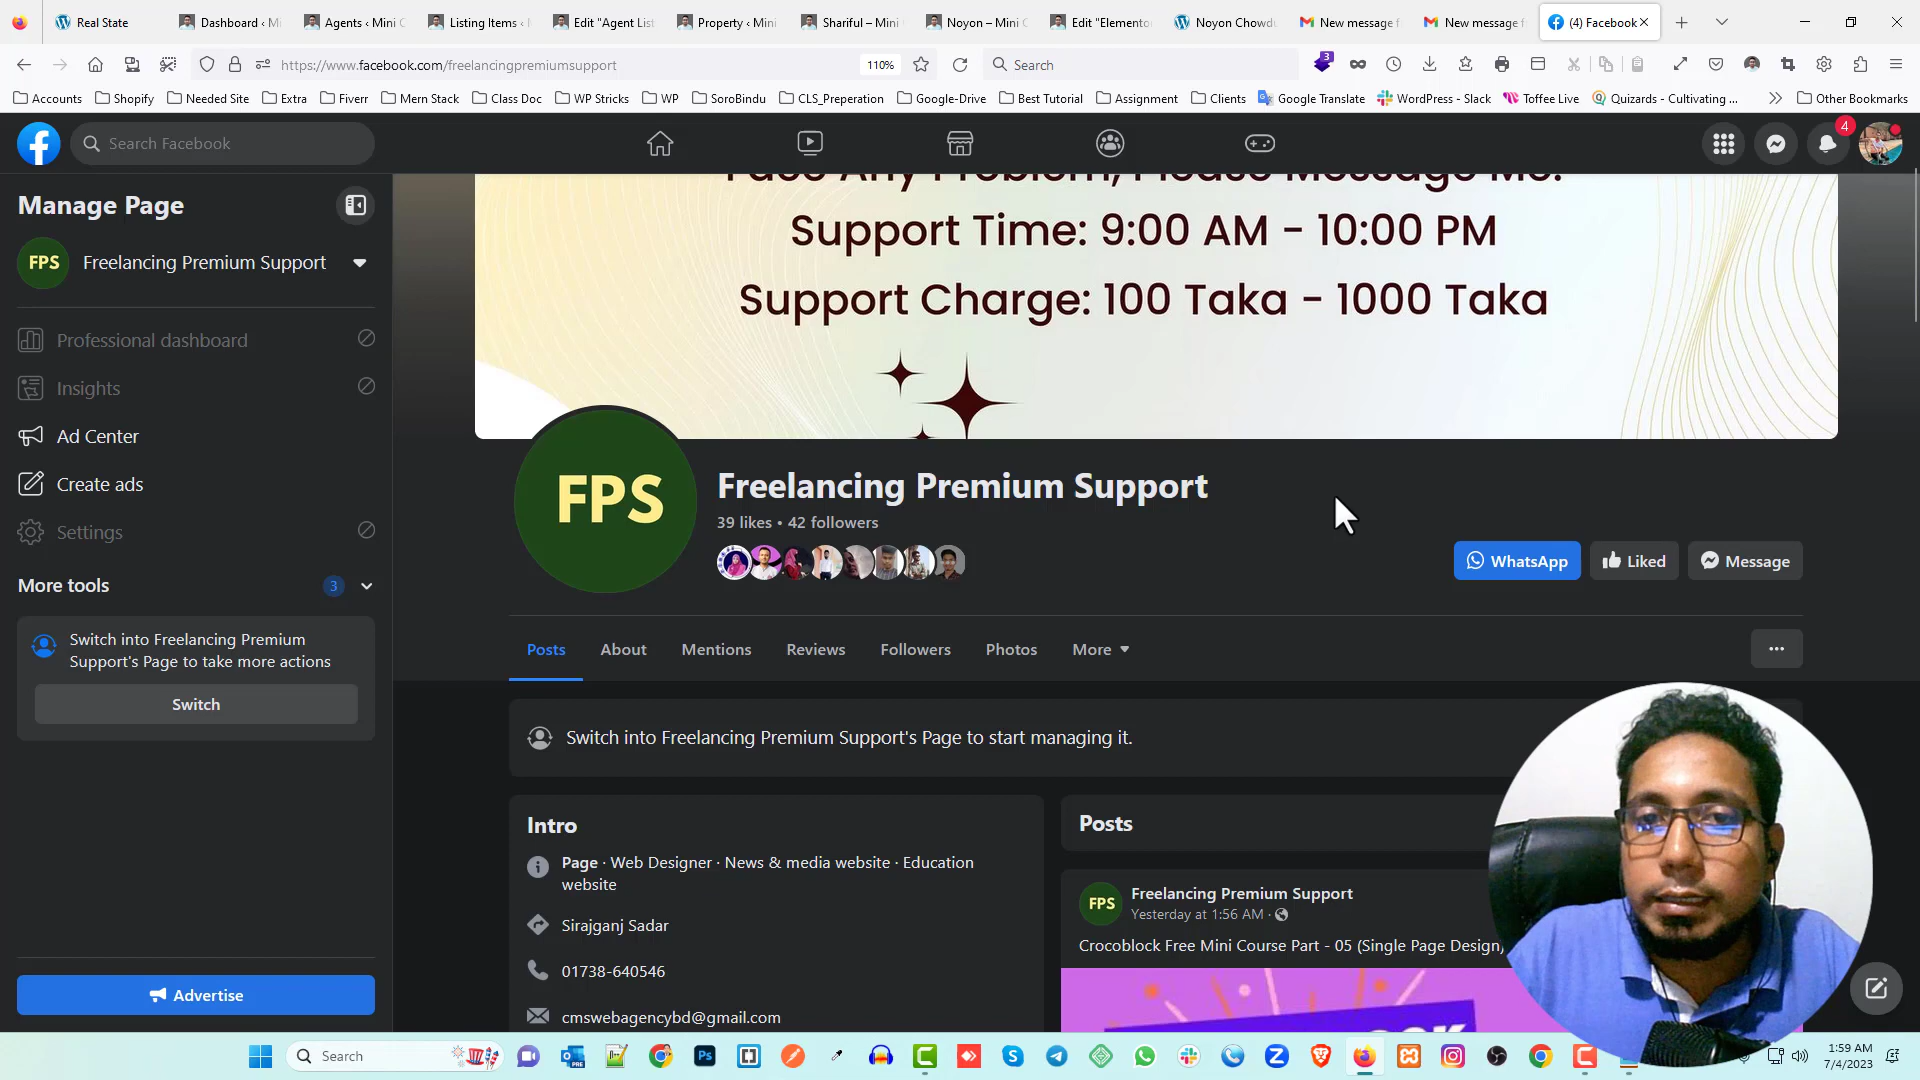 Real State
Dashboard ‹ Mi
Agents ‹ Mini C
Listing Items ‹
Edit "Agent List
Property ‹ Mini
Shariful – Mini
Noyon – Mini C
Edit "Elemento
Noyon Chowdu
New message f
New message f
(4) Facebook
https://www.facebook.com/freelancingpremiumsupport
110%
Search
3
Accounts
Shopify
Needed Site
Extra
Fiverr
Mern Stack
Class Doc
WP Stricks
WP
SoroBindu
CLS_Preperation
Google-Drive
Best Tutorial
Assignment
Clients
Google Translate
WordPress - Slack
Toffee Live
Quizards - Cultivating ...
Other Bookmarks
Search Facebook
4
Manage Page
FPS
Freelancing Premium Support
Professional dashboard
Insights
Ad Center
Create ads
Settings
More tools
3
Switch into Freelancing Premium
Support's Page to take more actions
Switch
Advertise
Face Any Problem, Please Message Me.
Support Time: 9:00 AM - 10:00 PM
Support Charge: 100 Taka - 1000 Taka
FPS
Freelancing Premium Support
39 likes • 42 followers
WhatsApp
Liked
Message
Posts
About
Mentions
Reviews
Followers
Photos
More
Switch into Freelancing Premium Support's Page to start managing it.
Intro
Page · Web Designer · News & media website · Education
website
Sirajganj Sadar
01738-640546
cmswebagencybd@gmail.com
Posts
FPS
Freelancing Premium Support
Yesterday at 1:56 AM ·
Crocoblock Free Mini Course Part - 05 (Single Page Design)
Search
1:59 AM
7/4/2023